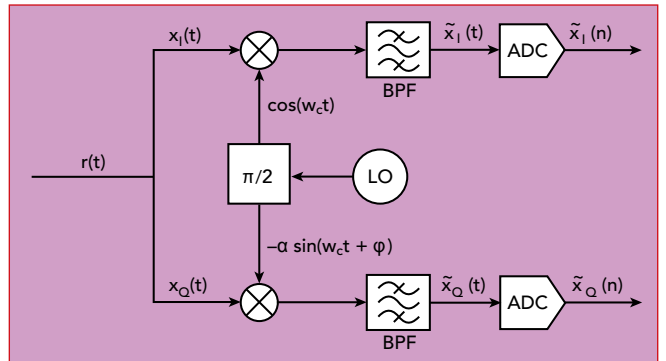 x_I(t)
x̃_I(t)
ADC
x̃_I(n)
BPF
cos(w_ct)
r(t)
π/2
LO
–α sin(w_ct + φ)
x_Q(t)
x̃_Q(t)
ADC
x̃_Q(n)
BPF